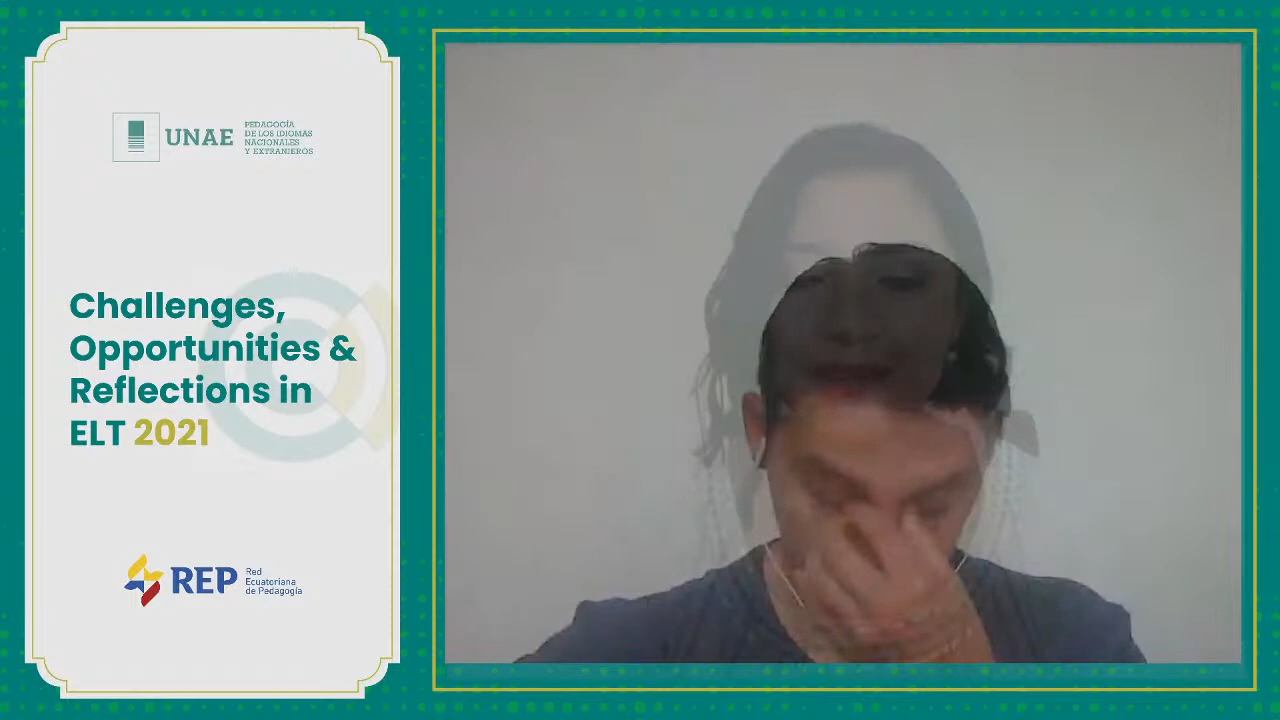 UNAE
PEDAGOGÍA
DE LOS IDIOMAS
NACIONALES
Y EXTRANJEROS
Challenges,
Opportunities &
Reflections in
ELT 2021
REP
Red
Ecuatoriana
de Pedagogía